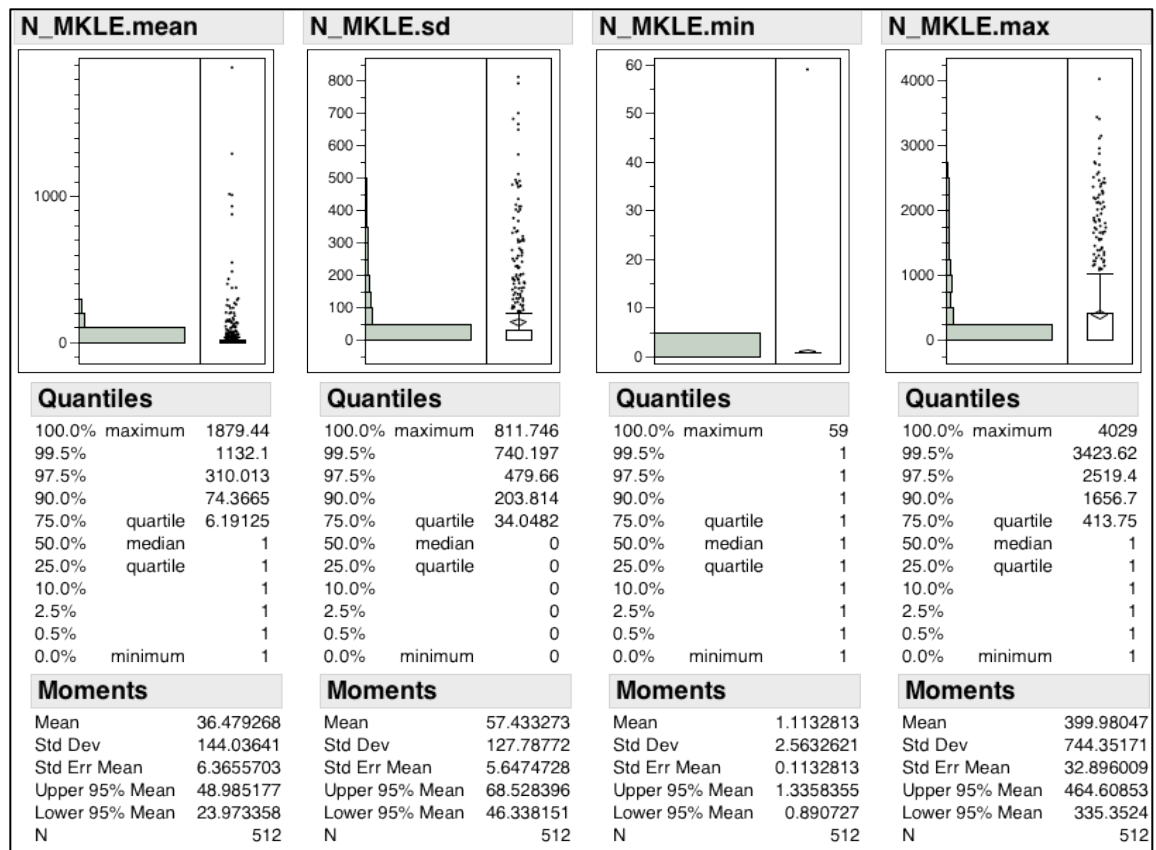 N_MKLE.mean N_MKLE.sd N_MKLE.min N_MKLE.max
1000
0
800
700
600
500
400
300
200
100
0
60
50
40
30
20
10
0
4000
3000
2000
1000
0
Quantiles Quantiles Quantiles Quantiles
100.0% maximum 1879.44 100.0% maximum 811.746 100.0% maximum 59 100.0% maximum 4029
99.5% 1132.1 99.5% 740.197 99.5% 1 99.5% 3423.62
97.5% 310.013 97.5% 479.66 97.5% 1 97.5% 2519.4
90.0% 74.3665 90.0% 203.814 90.0% 1 90.0% 1656.7
75.0% quartile 6.19125 75.0% quartile 34.0482 75.0% quartile 1 75.0% quartile 413.75
50.0% median 1 50.0% median 0 50.0% median 1 50.0% median 1
25.0% quartile 1 25.0% quartile 0 25.0% quartile 1 25.0% quartile 1
10.0% 1 10.0% 0 10.0% 1 10.0% 1
2.5% 1 2.5% 0 2.5% 1 2.5% 1
0.5% 1 0.5% 0 0.5% 1 0.5% 1
0.0% minimum 1 0.0% minimum 0 0.0% minimum 1 0.0% minimum 1
Moments Moments Moments Moments
Mean 36.479268 Mean 57.433273 Mean 1.1132813 Mean 399.98047
Std Dev 144.03641 Std Dev 127.78772 Std Dev 2.5632621 Std Dev 744.35171
Std Err Mean 6.3655703 Std Err Mean 5.6474728 Std Err Mean 0.1132813 Std Err Mean 32.896009
Upper 95% Mean 48.985177 Upper 95% Mean 68.528396 Upper 95% Mean 1.3358355 Upper 95% Mean 464.60853
Lower 95% Mean 23.973358 Lower 95% Mean 46.338151 Lower 95% Mean 0.890727 Lower 95% Mean 335.3524
N 512 N 512 N 512 N 512